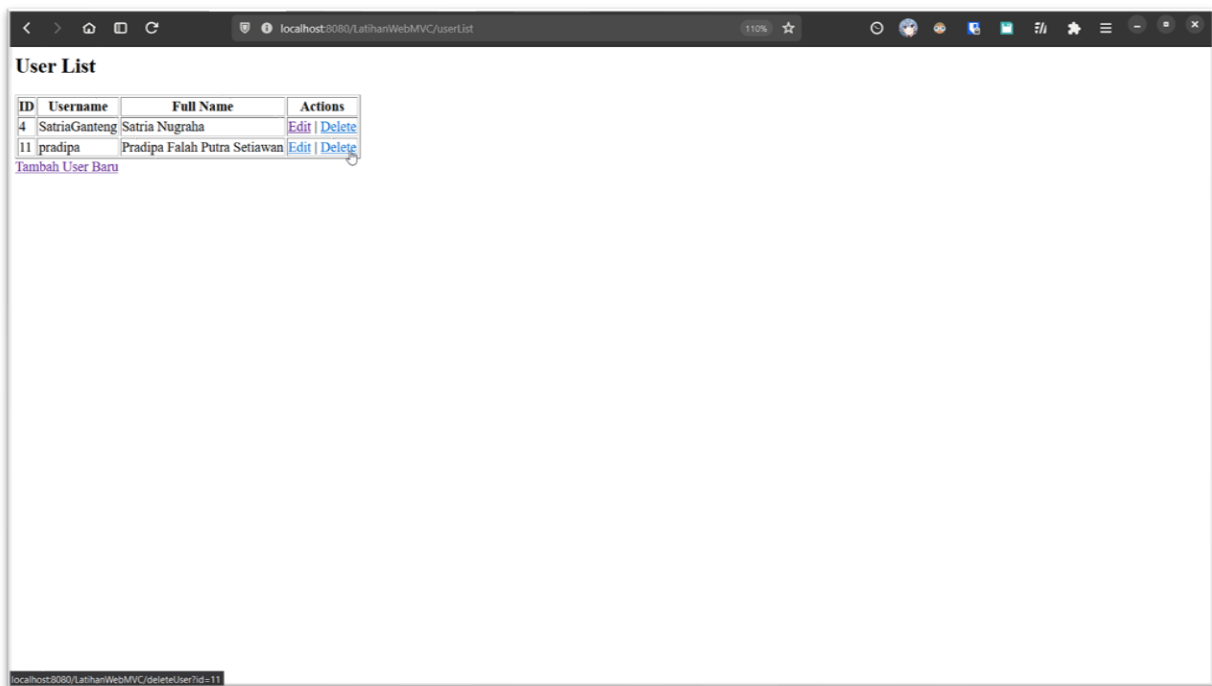 localhost:8080/LatihanWebMVC/userList
110%
User List
ID Username Full Name Actions
4 SatriaGanteng Satria Nugraha Edit | Delete
11 pradipa Pradipa Falah Putra Setiawan Edit | Delete
Tambah User Baru
localhost:8080/LatihanWebMVC/deleteUser?id=11